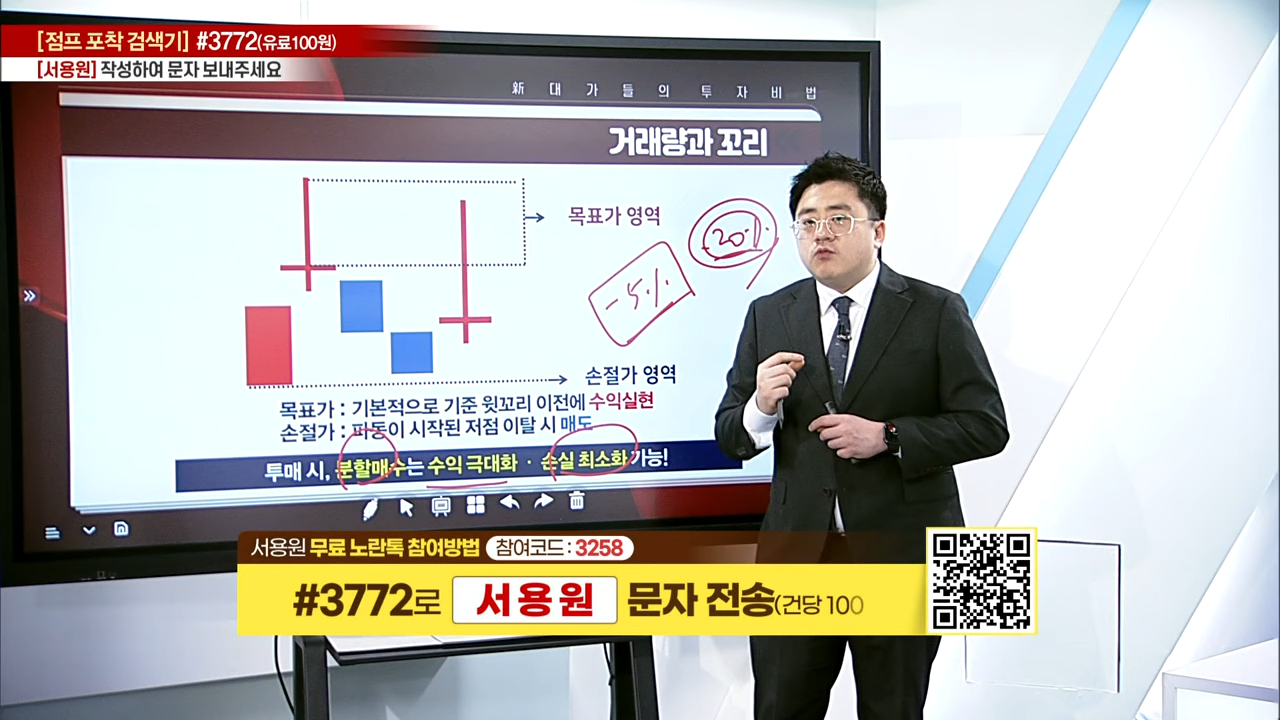 [점프 포착 검색기] #3772(유료100원)
[서용원] 작성하여 문자 보내주세요
新 대가들의 투자비법
거래량과 꼬리
목표가 영역
20%
-5%
손절가 영역
목표가 : 기본적으로 기준 윗꼬리 이전에 수익실현
손절가 : 파동이 시작된 저점 이탈 시 매도
투매 시, 분할매수는 수익 극대화 · 손실 최소화 가능!
서용원 무료 노란톡 참여방법 참여코드 : 3258
#3772로 서용원 문자 전송(건당 100